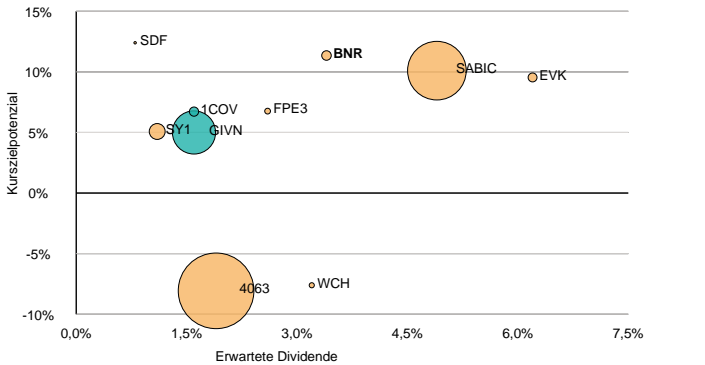 15%
SDF
BNR
10%
SABIC
EVK
1COV
FPE3
SY1
GIVN
5%
Kurszielpotenzial
0%
-5%
4063
WCH
-10%
0,0%
1,5%
3,0%
4,5%
6,0%
7,5%
Erwartete Dividende